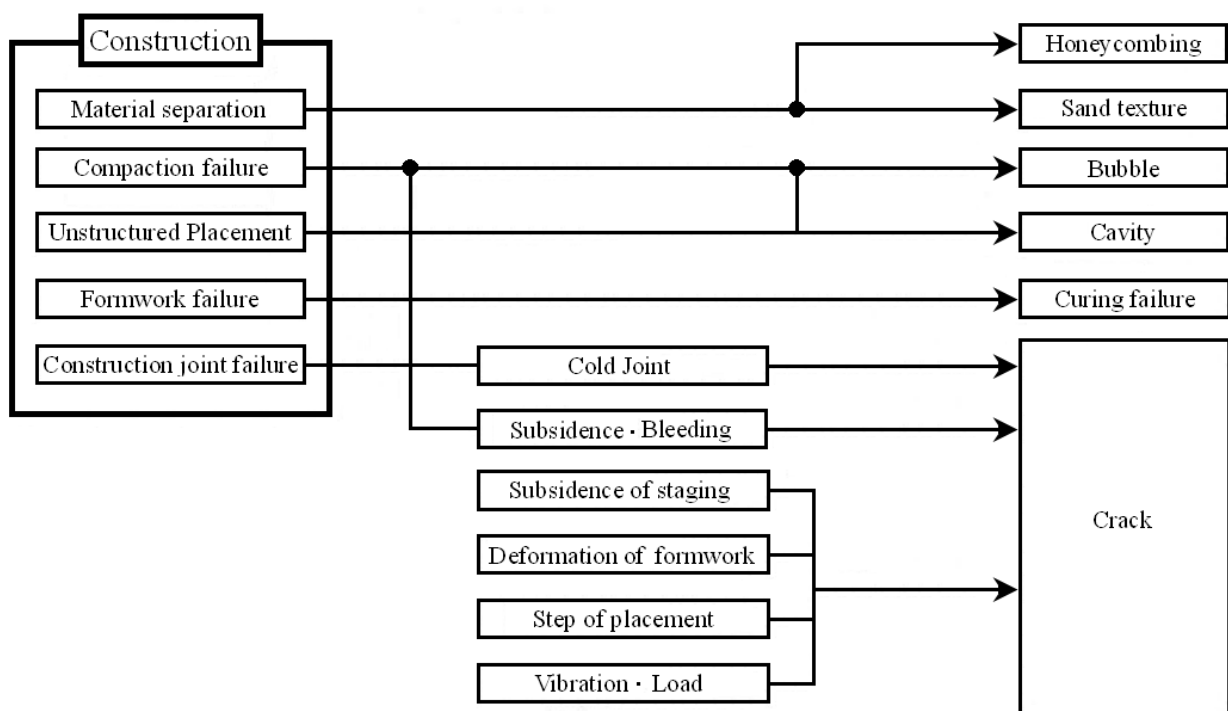 Construction
Honeycombing
Material separation
Sand texture
Compaction failure
Bubble
Unstructured Placement
Cavity
Formwork failure
Curing failure
Construction joint failure
Cold Joint
Subsidence・Bleeding
Subsidence of staging
Crack
Deformation of formwork
Step of placement
Vibration・Load